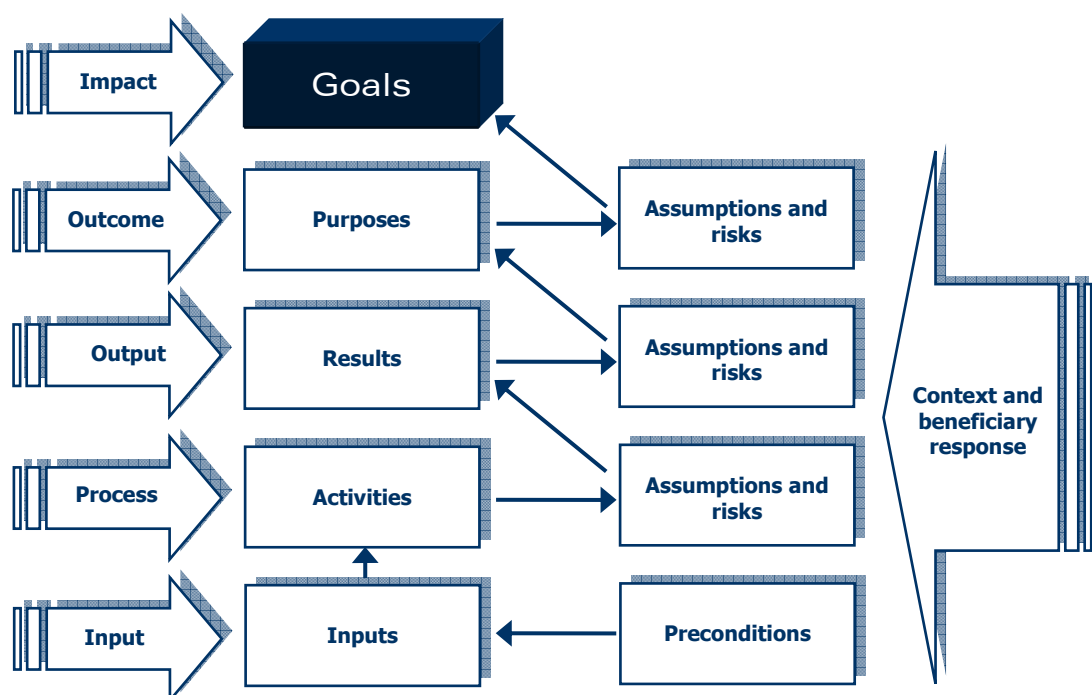 Impact
Goals
Outcome
Purposes
Assumptions and
risks
Output
Results
Assumptions and
risks
Context and
beneficiary
response
Process
Activities
Assumptions and
risks
Input
Inputs
Preconditions